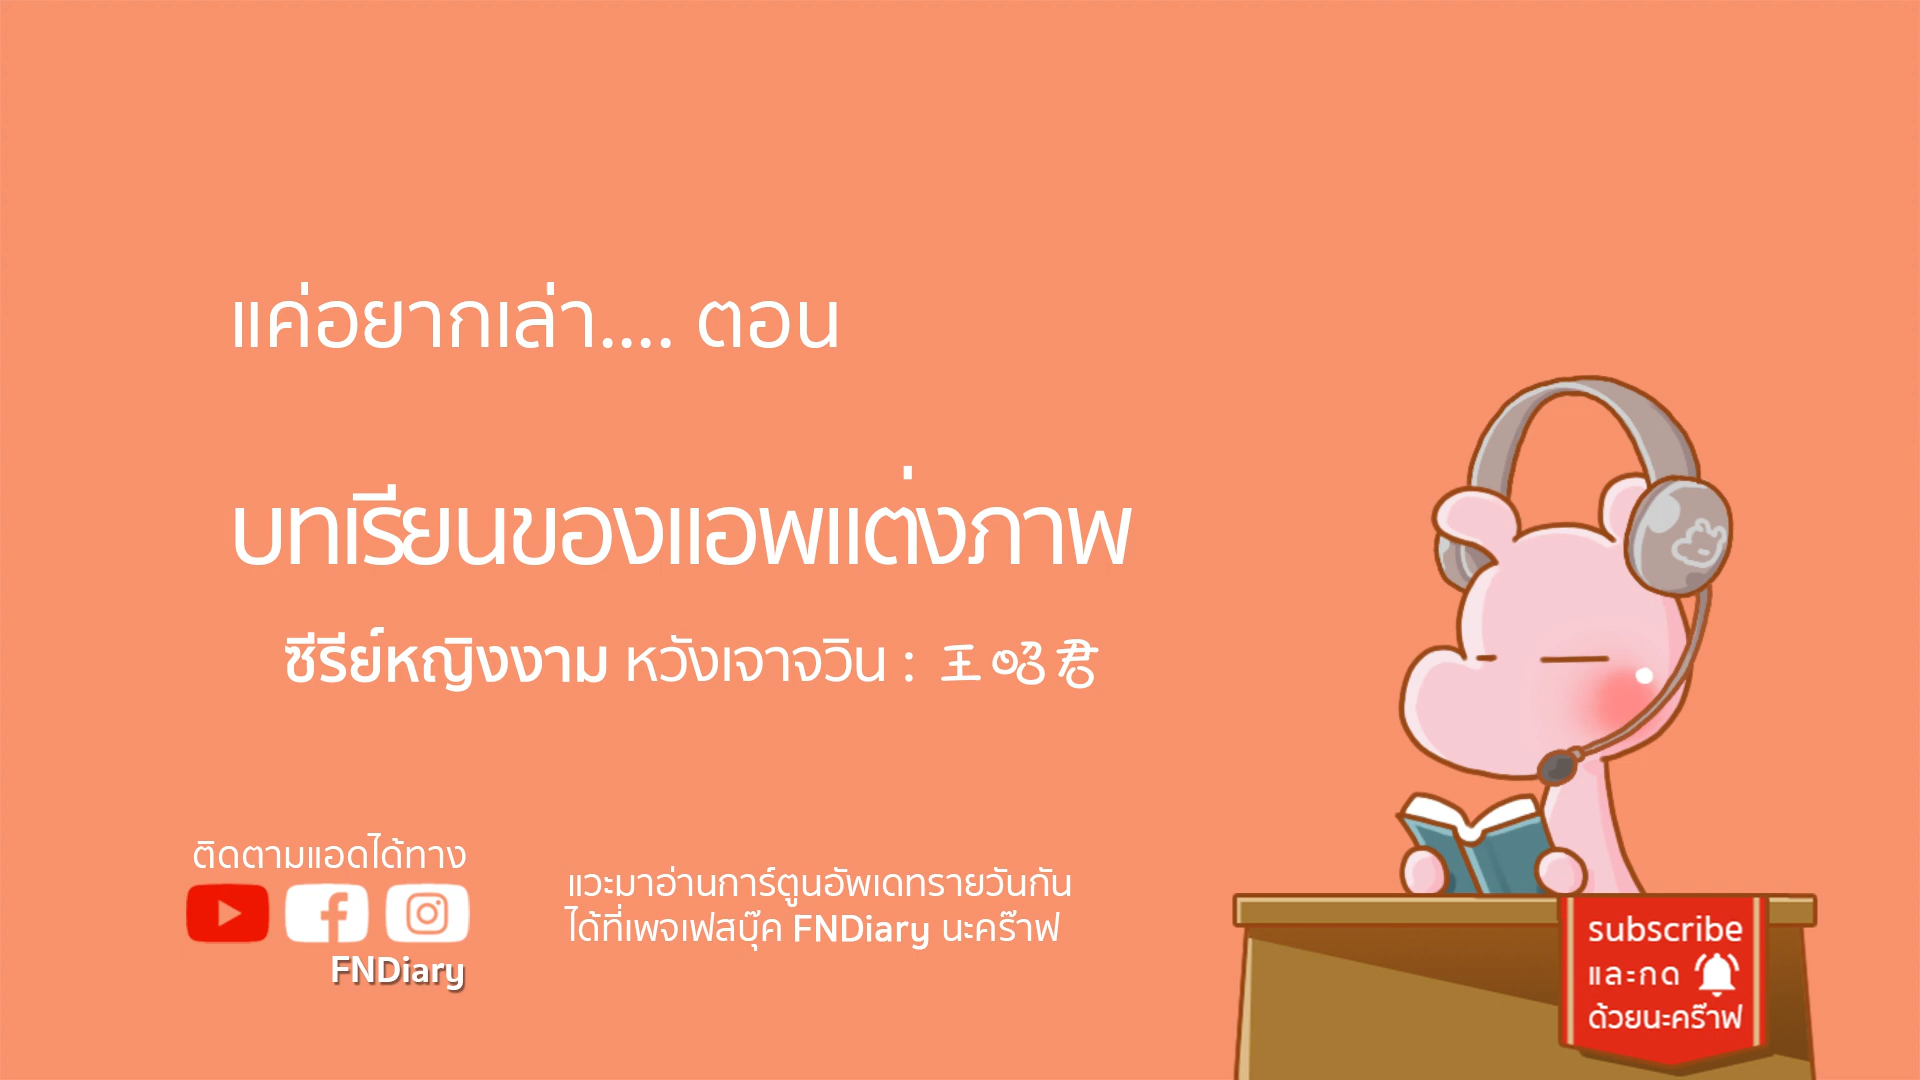 แค่อยากเล่า.... ตอน
บทเรียนของแอพแต่งภาพ
ซีรีย์หญิงงาม หวังเจาจวิน : 王昭君
ติดตามแอดได้ทาง
FNDiary
แวะมาอ่านการ์ตูนอัพเดทรายวันกัน
ได้ที่เพจเฟสบุ๊ค FNDiary นะคร๊าฟ
subscribe
และกด
ด้วยนะคร๊าฟ